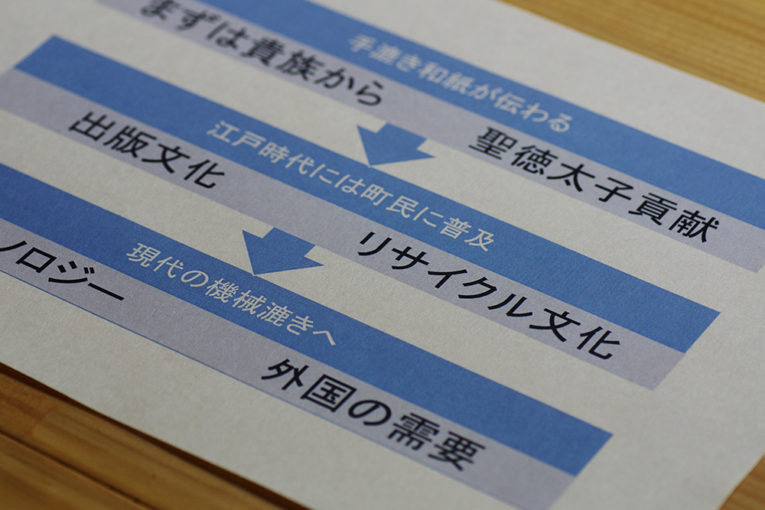 手漉き和紙が伝わる
まずは貴族から 聖徳太子貢献
江戸時代には町民に普及
出版文化 リサイクル文化
現代の機械漉きへ
ノロジー 外国の需要